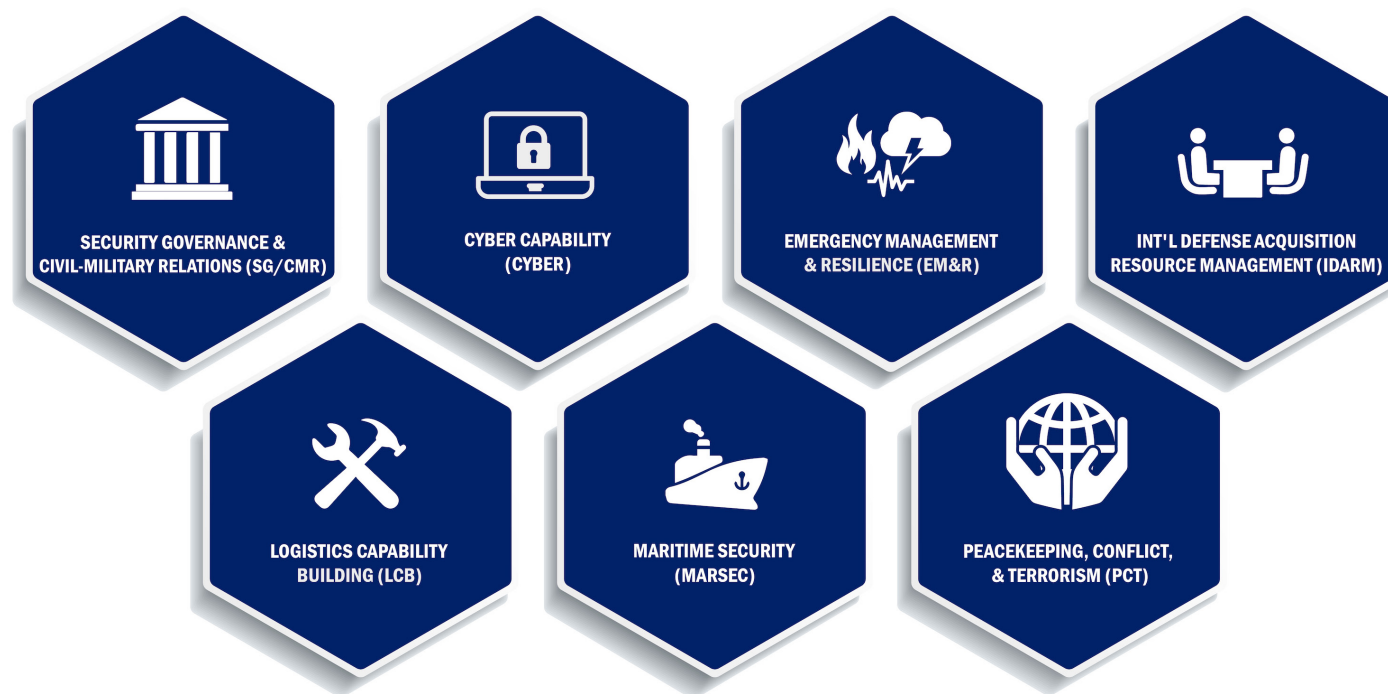 SECURITY GOVERNANCE &
CIVIL-MILITARY RELATIONS (SG/CMR)
CYBER CAPABILITY
(CYBER)
EMERGENCY MANAGEMENT
& RESILIENCE (EM&R)
INT'L DEFENSE ACQUISITION
RESOURCE MANAGEMENT (IDARM)
LOGISTICS CAPABILITY
BUILDING (LCB)
MARITIME SECURITY
(MARSEC)
PEACEKEEPING, CONFLICT,
& TERRORISM (PCT)